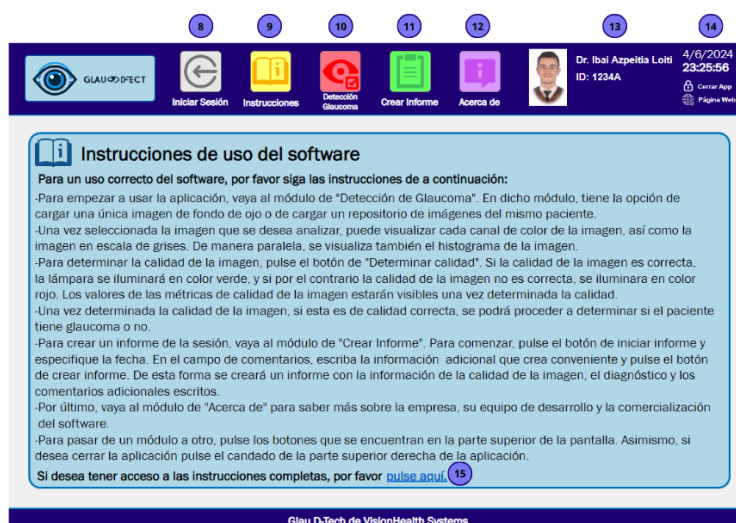 8 9 10 11 12 13 14
GLAUCODETECT
Iniciar Sesión
Instrucciones
Detección
Glaucoma
Crear Informe
Acerca de
Dr. Ibai Azpeitia Loiti
ID: 1234A
4/6/2024
23:25:56
Cerrar App
Página Web
Instrucciones de uso del software
Para un uso correcto del software, por favor siga las instrucciones de a continuación:
-Para empezar a usar la aplicación, vaya al módulo de "Detección de Glaucoma". En dicho módulo, tiene la opción de
cargar una única imagen de fondo de ojo o de cargar un repositorio de imágenes del mismo paciente.
-Una vez seleccionada la imagen que se desea analizar, puede visualizar cada canal de color de la imagen, así como la
imagen en escala de grises. De manera paralela, se visualiza también el histograma de la imagen.
-Para determinar la calidad de la imagen, pulse el botón de "Determinar calidad". Si la calidad de la imagen es correcta,
la lámpara se iluminará en color verde, y si por el contrario la calidad de la imagen no es correcta, se iluminara en color
rojo. Los valores de las métricas de calidad de la imagen estarán visibles una vez determinada la calidad.
-Una vez determinada la calidad de la imagen, si esta es de calidad correcta, se podrá proceder a determinar si el paciente
tiene glaucoma o no.
-Para crear un informe de la sesión, vaya al módulo de "Crear Informe". Para comenzar, pulse el botón de iniciar informe y
especifique la fecha. En el campo de comentarios, escriba la información adicional que crea conveniente y pulse el botón
de crear informe. De esta forma se creará un informe con la información de la calidad de la imagen, el diagnóstico y los
comentarios adicionales escritos.
-Por último, vaya al módulo de "Acerca de" para saber más sobre la empresa, su equipo de desarrollo y la comercialización
del software.
-Para pasar de un módulo a otro, pulse los botones que se encuentran en la parte superior de la pantalla. Asimismo, si
desea cerrar la aplicación pulse el candado de la parte superior derecha de la aplicación.
Si desea tener acceso a las instrucciones completas, por favor pulse aquí. 15
Glau D-Tech de VisionHealth Systems